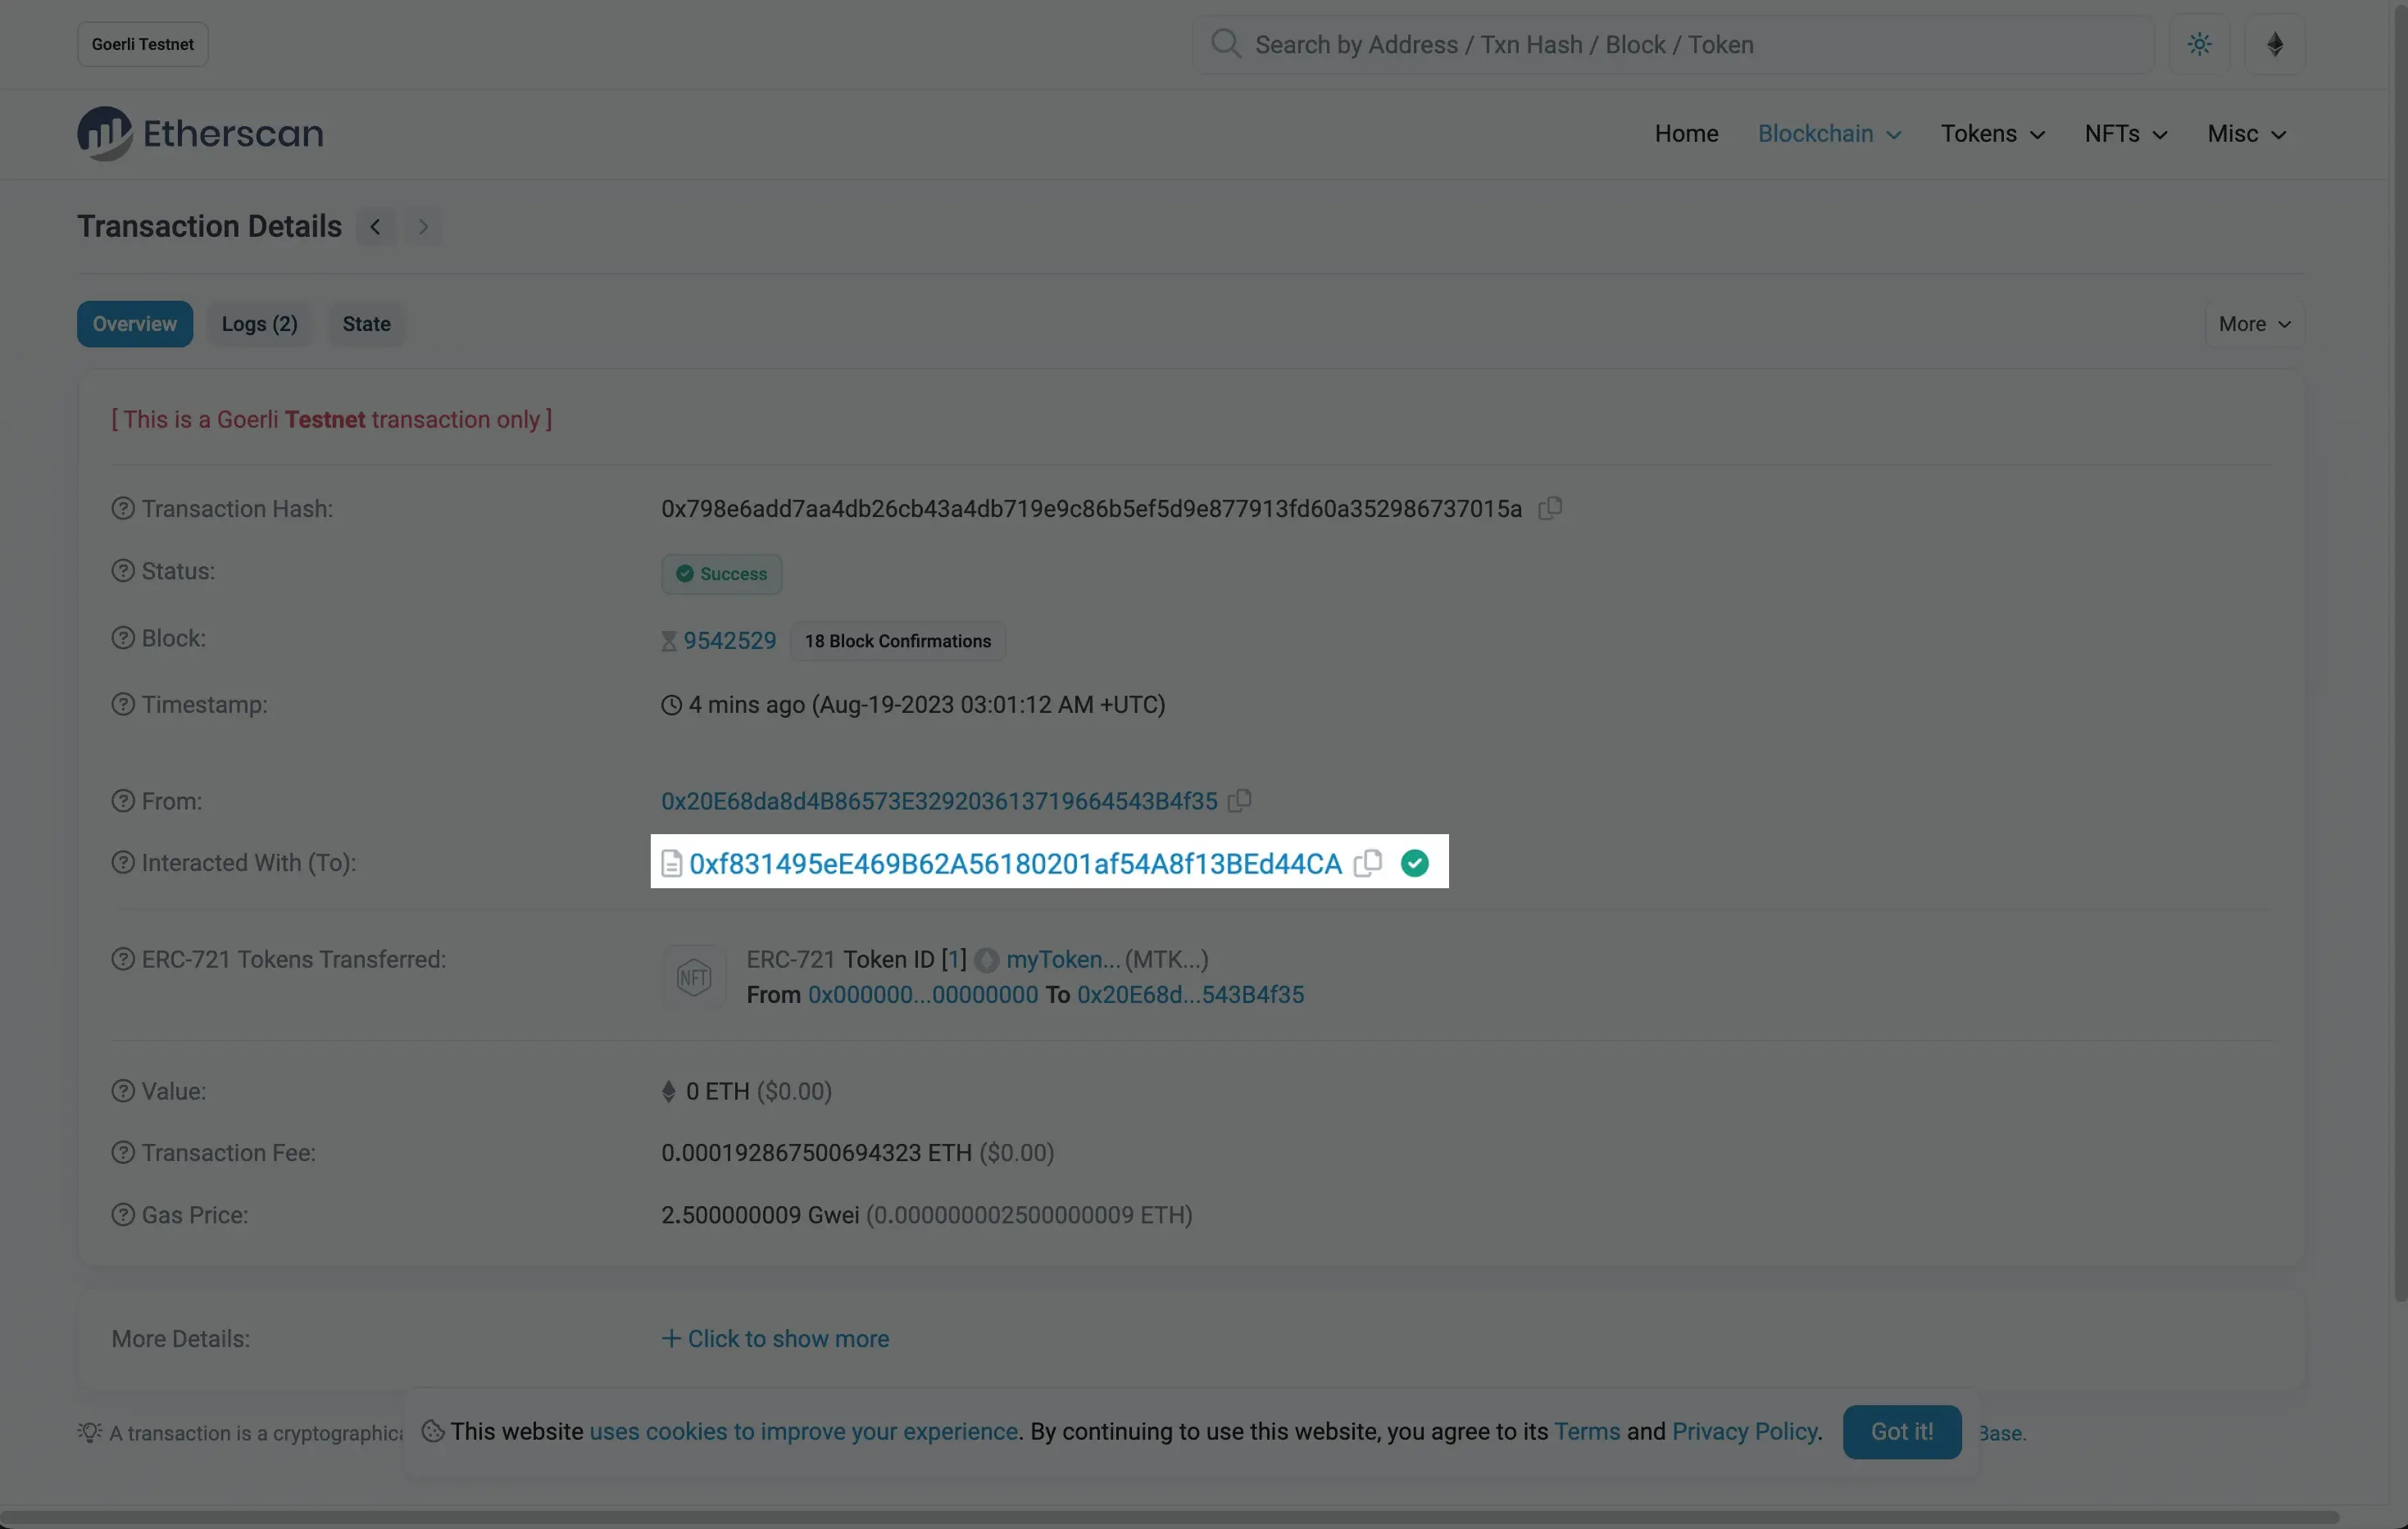 Goerli Testnet
Search by Address / Txn Hash / Block / Token
Etherscan
Home Blockchain Tokens NFTs Misc
Transaction Details
Overview Logs (2) State More
[ This is a Goerli Testnet transaction only ]
Transaction Hash: 0x798e6add7aa4db26cb43a4db719e9c86b5ef5d9e877913fd60a352986737015a
Status: Success
Block: 9542529 18 Block Confirmations
Timestamp: 4 mins ago (Aug-19-2023 03:01:12 AM +UTC)
From: 0x20E68da8d4B86573E329203613719664543B4f35
Interacted With (To): 0xf831495eE469B62A56180201af54A8f13BEd44CA
ERC-721 Tokens Transferred: NFT ERC-721 Token ID [1] myToken... (MTK...)
From 0x000000...00000000 To 0x20E68d...543B4f35
Value: 0 ETH ($0.00)
Transaction Fee: 0.000192867500694323 ETH ($0.00)
Gas Price: 2.500000009 Gwei (0.000000002500000009 ETH)
More Details: + Click to show more
A transaction is a cryptographica
This website uses cookies to improve your experience. By continuing to use this website, you agree to its Terms and Privacy Policy. Got it!
Base.